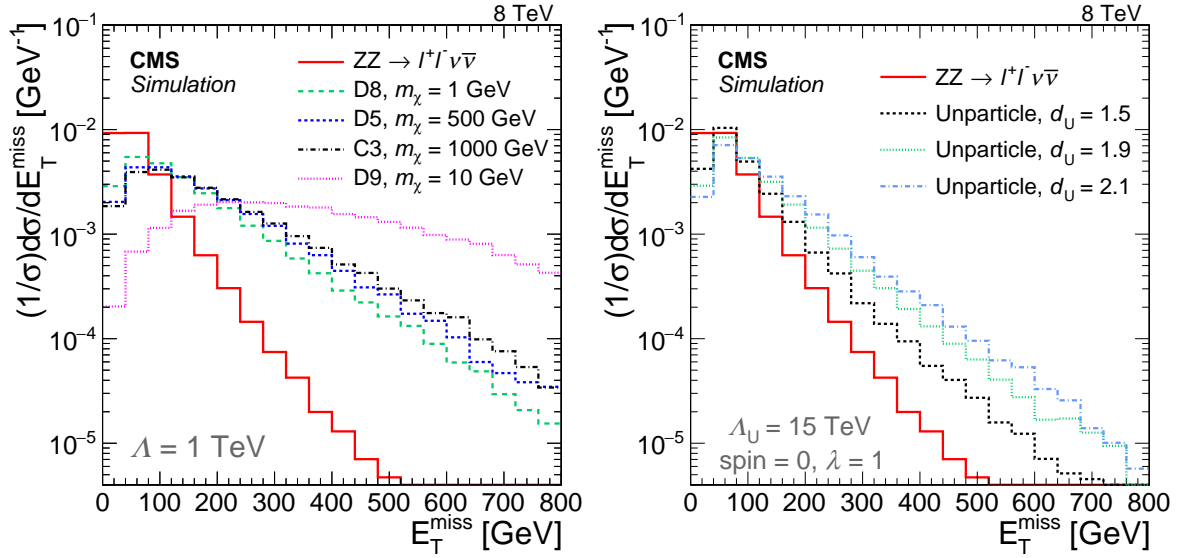 8 TeV
(1/σ)dσ/dE_T^miss [GeV⁻¹]
10⁻¹
10⁻²
10⁻³
10⁻⁴
10⁻⁵
CMS
Simulation
ZZ → l⁺l⁻νν̅
D8, m_χ = 1 GeV
D5, m_χ = 500 GeV
C3, m_χ = 1000 GeV
D9, m_χ = 10 GeV
Λ = 1 TeV
0 100 200 300 400 500 600 700 800
E_T^miss [GeV]
8 TeV
(1/σ)dσ/dE_T^miss [GeV⁻¹]
10⁻¹
10⁻²
10⁻³
10⁻⁴
10⁻⁵
CMS
Simulation
ZZ → l⁺l⁻νν̅
Unparticle, d_U = 1.5
Unparticle, d_U = 1.9
Unparticle, d_U = 2.1
Λ_U = 15 TeV
spin = 0, λ = 1
0 100 200 300 400 500 600 700 800
E_T^miss [GeV]